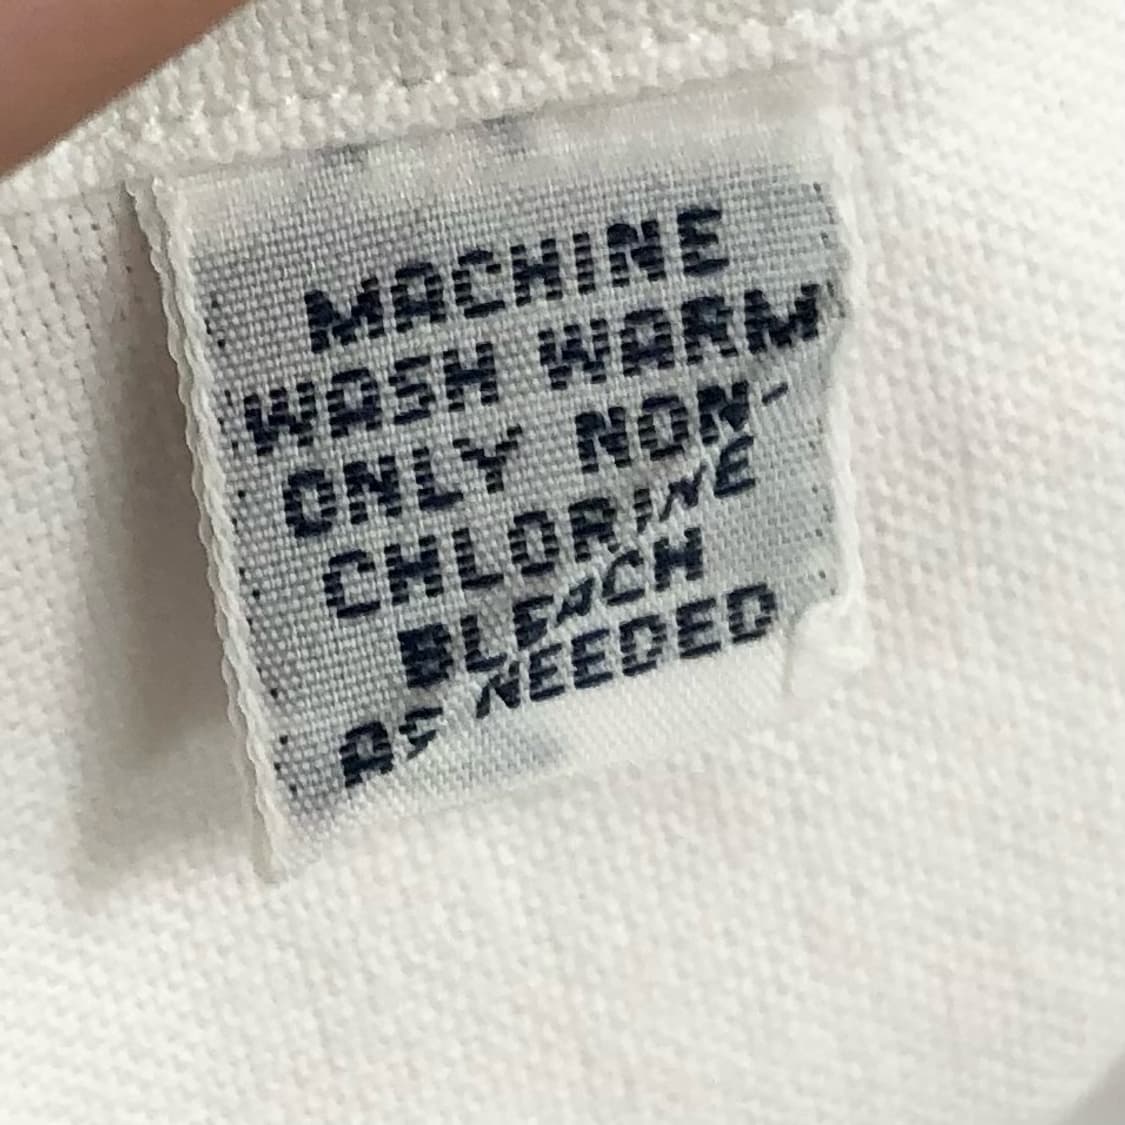 MACHINE
WASH WARM
ONLY NON-
CHLORINE
BLEACH
AS NEEDED